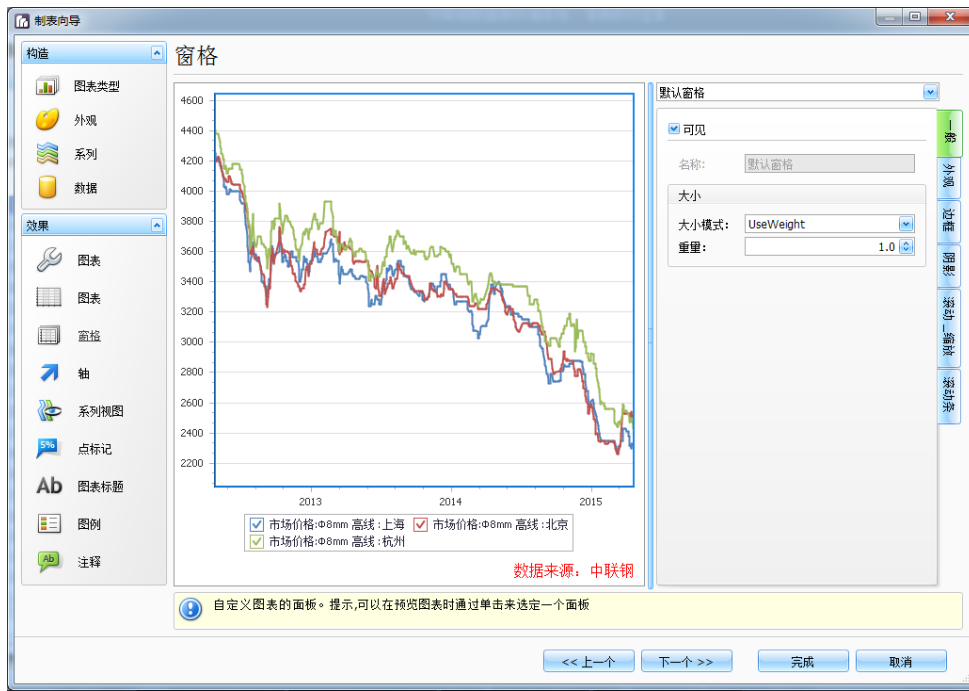 制表向导
构造
图表类型
外观
系列
数据
效果
图表
图表
窗格
轴
系列视图
5%
点标记
Ab
图表标题
图例
Ab
注释
窗格
4600
4400
4200
4000
3800
3600
3400
3200
3000
2800
2600
2400
2200
2013
2014
2015
市场价格:Φ8mm 高线:上海
市场价格:Φ8mm 高线:北京
市场价格:Φ8mm 高线:杭州
数据来源：中联钢
默认窗格
可见
名称:
默认窗格
大小
大小模式:
UseWeight
重量:
1.0
一般
外观
边框
阴影
滚动_缩放
滚动条
自定义图表的面板。提示,可以在预览图表时通过单击来选定一个面板
<< 上一个
下一个 >>
完成
取消